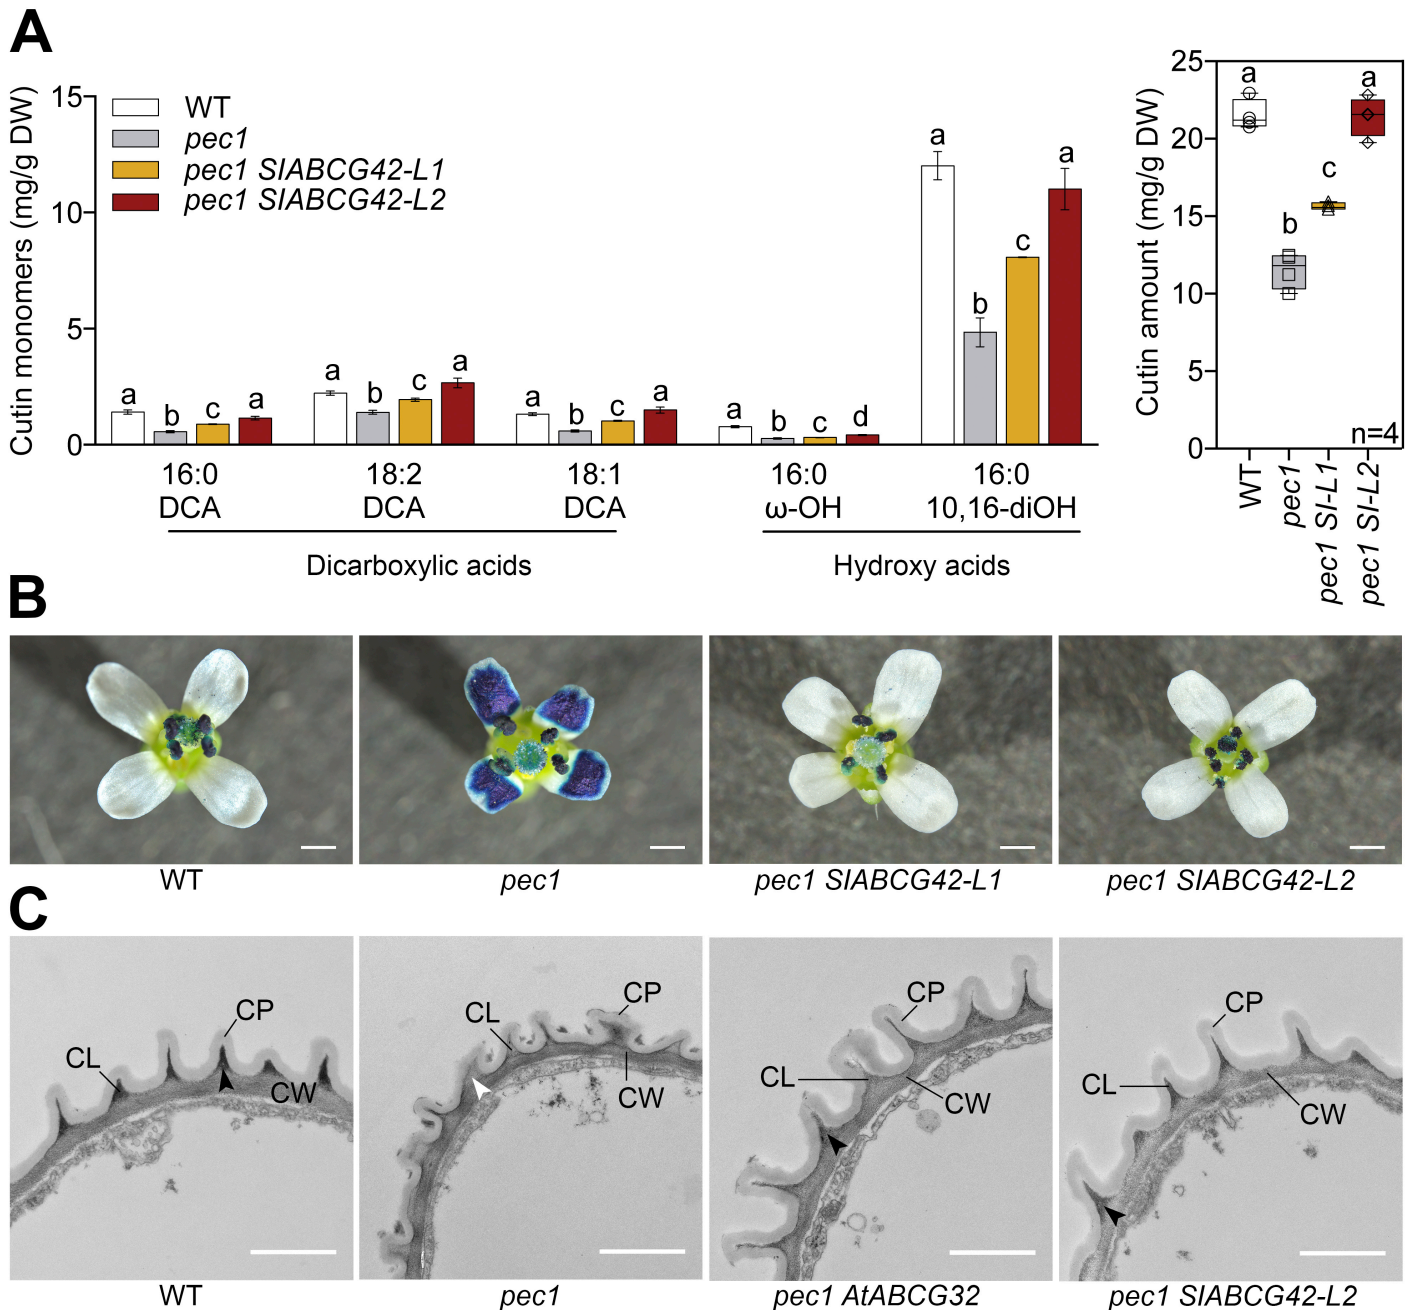 A
Cutin monomers (mg/g DW)
15
10
5
0
WT
pec1
pec1 SlABCG42-L1
pec1 SlABCG42-L2
a b c a
a b c a
a b c a
a b c d
a b c a
16:0
DCA
18:2
DCA
18:1
DCA
16:0
ω-OH
16:0
10,16-diOH
Dicarboxylic acids
Hydroxy acids
Cutin amount (mg/g DW)
25
20
15
10
5
0
a
b
c
a
n=4
WT
pec1
pec1 Sl-L1
pec1 Sl-L2
B
WT
pec1
pec1 SlABCG42-L1
pec1 SlABCG42-L2
C
CP
CL
CW
WT
CP
CL
CW
pec1
CP
CL
CW
pec1 AtABCG32
CP
CL
CW
pec1 SlABCG42-L2